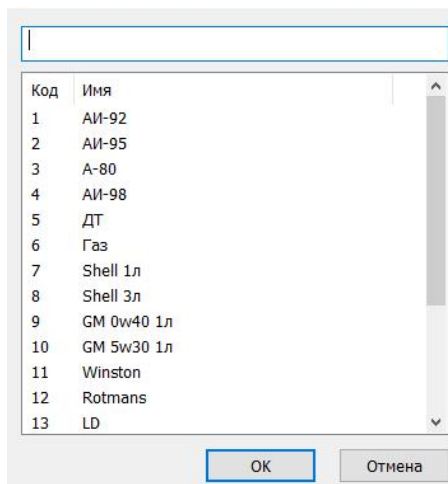 Код Имя
1 АИ-92
2 АИ-95
3 А-80
4 АИ-98
5 ДТ
6 Газ
7 Shell 1л
8 Shell 3л
9 GM 0w40 1л
10 GM 5w30 1л
11 Winston
12 Rotmans
13 LD
OK Отмена